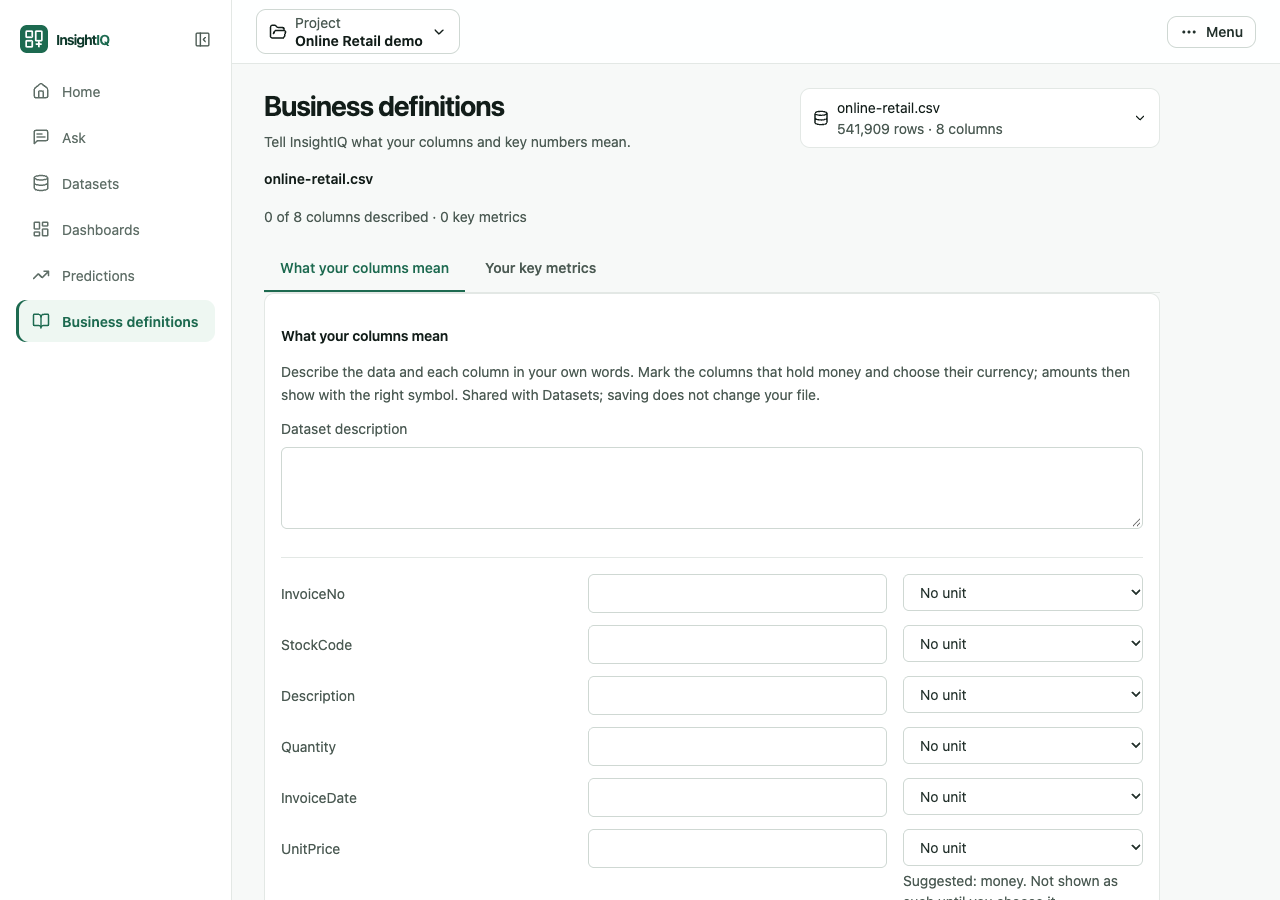 InsightIQ
Project
Online Retail demo
Menu
Home
Ask
Datasets
Dashboards
Predictions
Business definitions
Business definitions
Tell InsightIQ what your columns and key numbers mean.
online-retail.csv
541,909 rows · 8 columns
online-retail.csv
0 of 8 columns described · 0 key metrics
What your columns mean
Your key metrics
What your columns mean
Describe the data and each column in your own words. Mark the columns that hold money and choose their currency; amounts then
show with the right symbol. Shared with Datasets; saving does not change your file.
Dataset description
InvoiceNo
No unit
StockCode
No unit
Description
No unit
Quantity
No unit
InvoiceDate
No unit
UnitPrice
No unit
Suggested: money. Not shown as
such until you choose it.